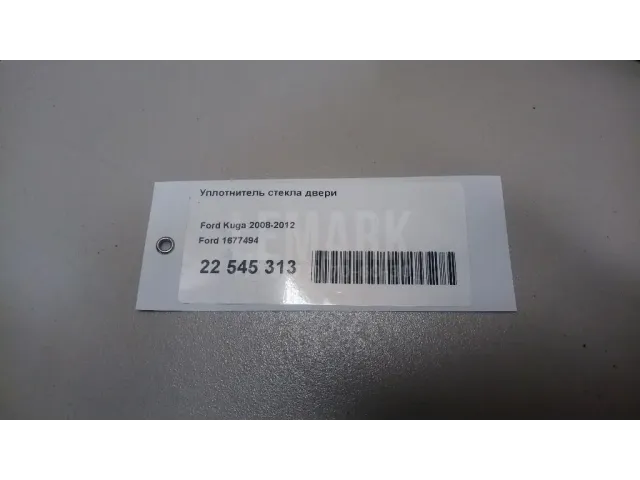 Уплотнитель стекла двери
Ford Kuga 2008-2012
Ford 1677494
22 545 313